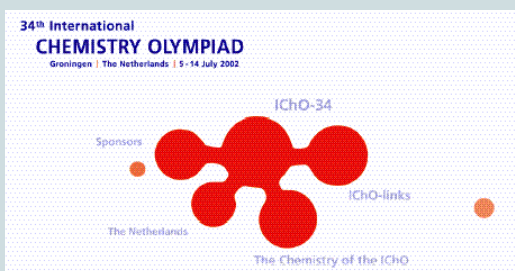 34th International
CHEMISTRY OLYMPIAD
Groningen | The Netherlands | 5-14 July 2002
IChO-34
Sponsors
IChO-links
The Netherlands
The Chemistry of the IChO